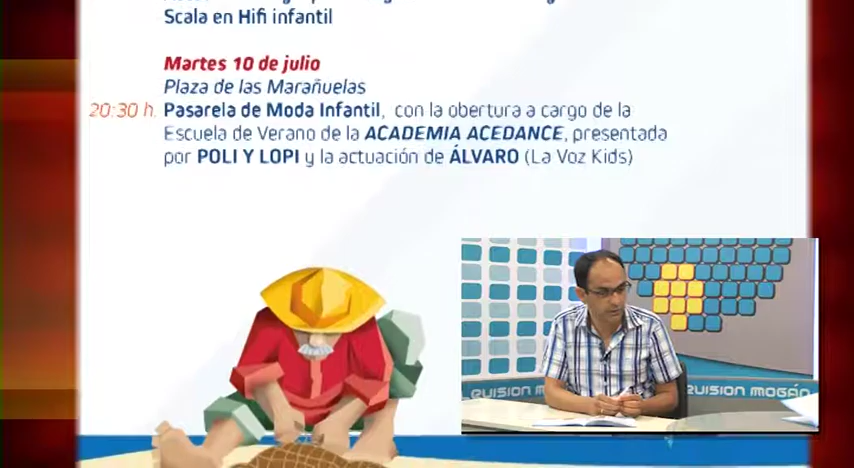 Scala en Hifi infantil
Martes 10 de julio
Plaza de las Marañuelas
20:30 h. Pasarela de Moda Infantil, con la obertura a cargo de la
Escuela de Verano de la ACADEMIA ACEDANCE, presentada
por POLI Y LOPI y la actuación de ÁLVARO (La Voz Kids)
EVISION MOGÁN